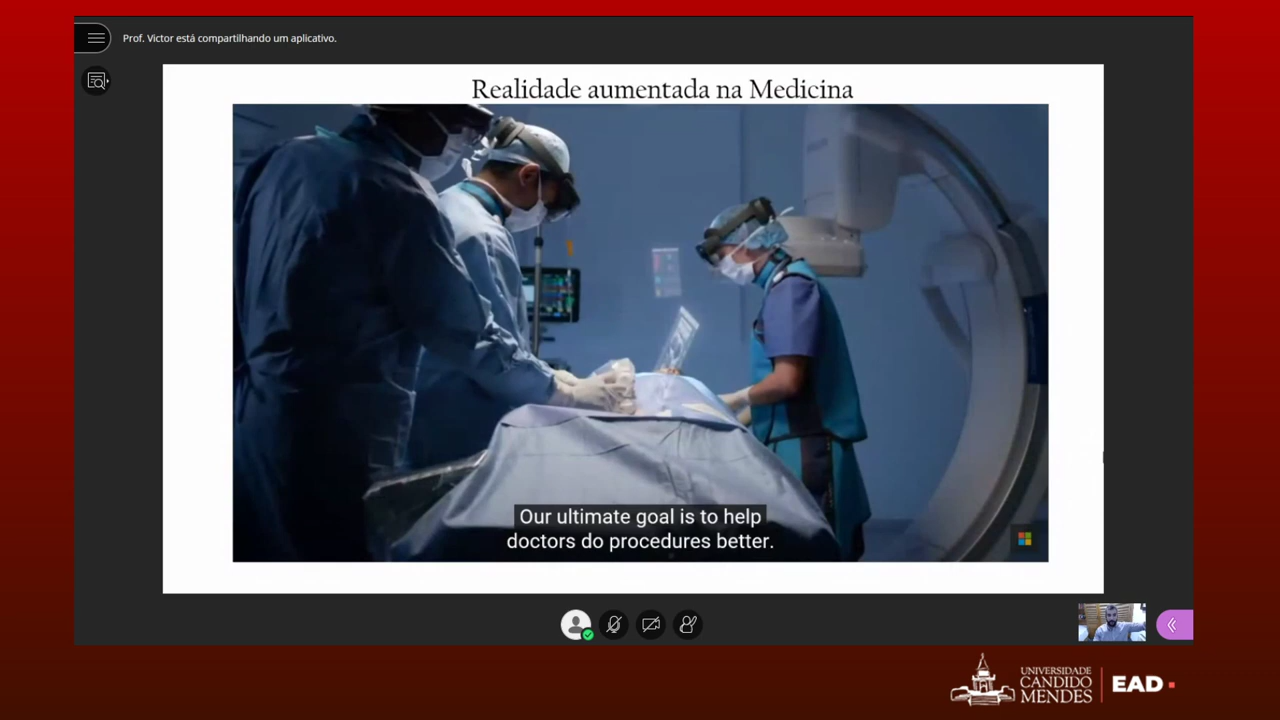 Prof. Victor está compartilhando um aplicativo.
Realidade aumentada na Medicina
Our ultimate goal is to help
doctors do procedures better.
UNIVERSIDADE
CANDIDO
MENDES
EAD